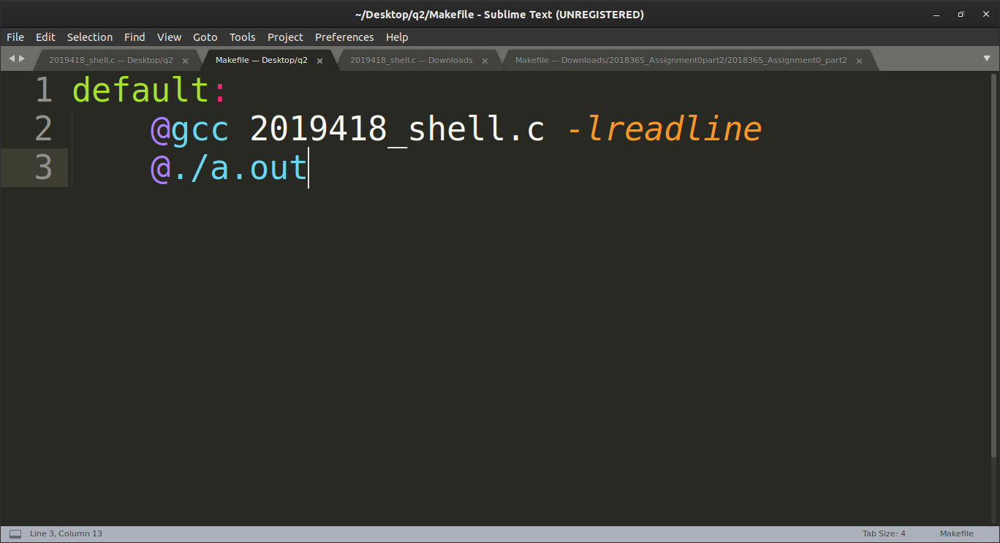 ~/Desktop/q2/Makefile - Sublime Text (UNREGISTERED)
File Edit Selection Find View Goto Tools Project Preferences Help
2019418_shell.c — Desktop/q2 Makefile — Desktop/q2 2019418_shell.c — Downloads Makefile — Downloads/2018365_Assignment0part2/2018365_Assignment0_part2
1 default:
2     @gcc 2019418_shell.c -lreadline
3     @./a.out
Line 3, Column 13 Tab Size: 4 Makefile